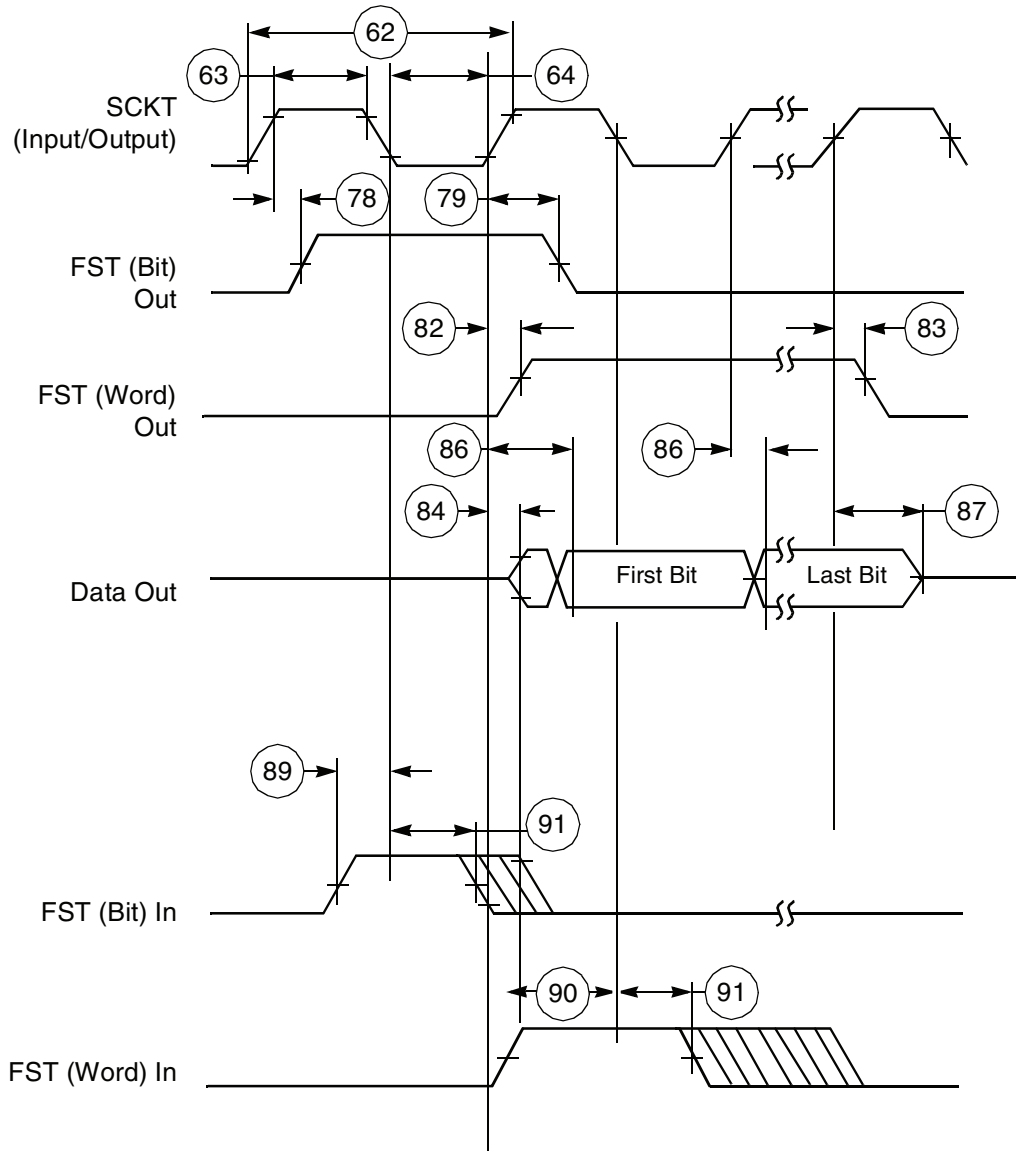 62
63
64
SCKT
(Input/Output)
78
79
FST (Bit)
Out
82
83
FST (Word)
Out
86
86
84
87
Data Out
First Bit
Last Bit
89
91
FST (Bit) In
90
91
FST (Word) In